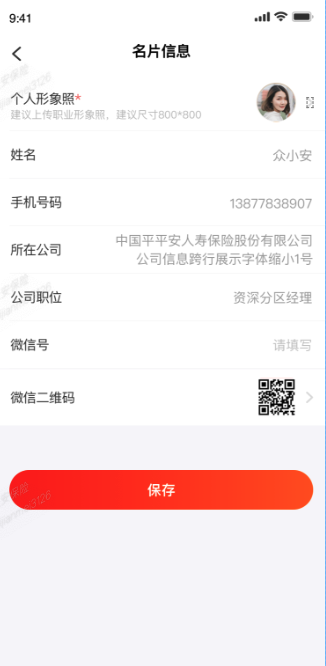 9:41
名片信息
个人形象照*
建议上传职业形象照，建议尺寸800*800
姓名
众小安
手机号码
13877838907
所在公司
中国平平安人寿保险股份有限公司
公司信息跨行展示字体缩小1号
公司职位
资深分区经理
微信号
请填写
微信二维码
保存